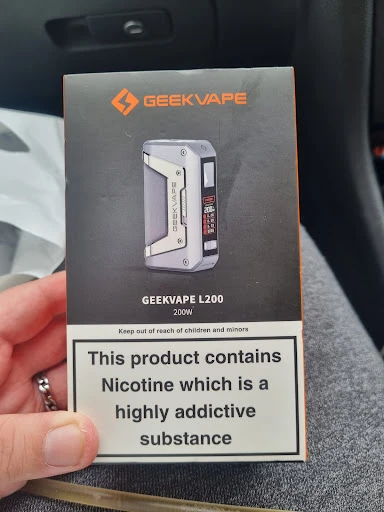 GEEKVAPE
GEEKVAPE
GEEKVAPE L200
200W
Keep out of reach of children and minors
This product contains
Nicotine which is a
highly addictive
substance